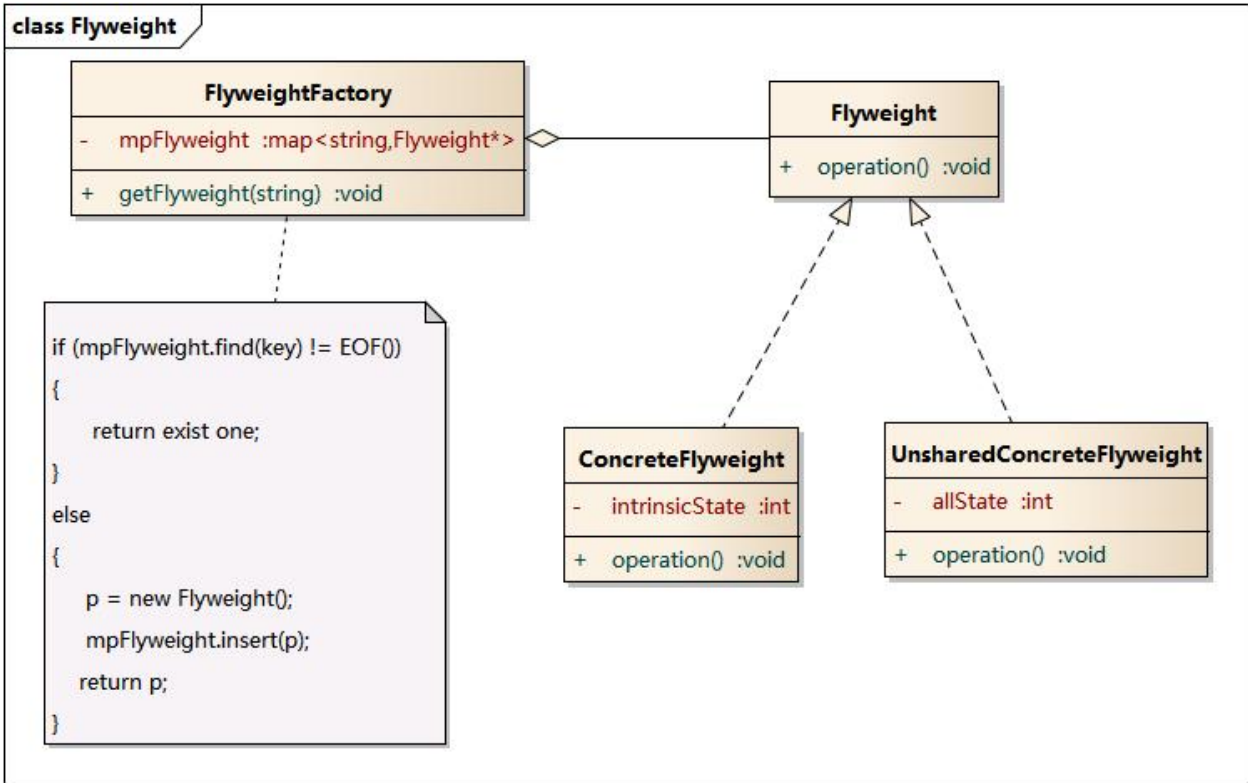 class Flyweight
FlyweightFactory
- mpFlyweight :map<string,Flyweight*>
+ getFlyweight(string) :void
Flyweight
+ operation() :void
if (mpFlyweight.find(key) != EOF())
{
return exist one;
}
else
{
p = new Flyweight();
mpFlyweight.insert(p);
return p;
}
ConcreteFlyweight
- intrinsicState :int
+ operation() :void
UnsharedConcreteFlyweight
- allState :int
+ operation() :void